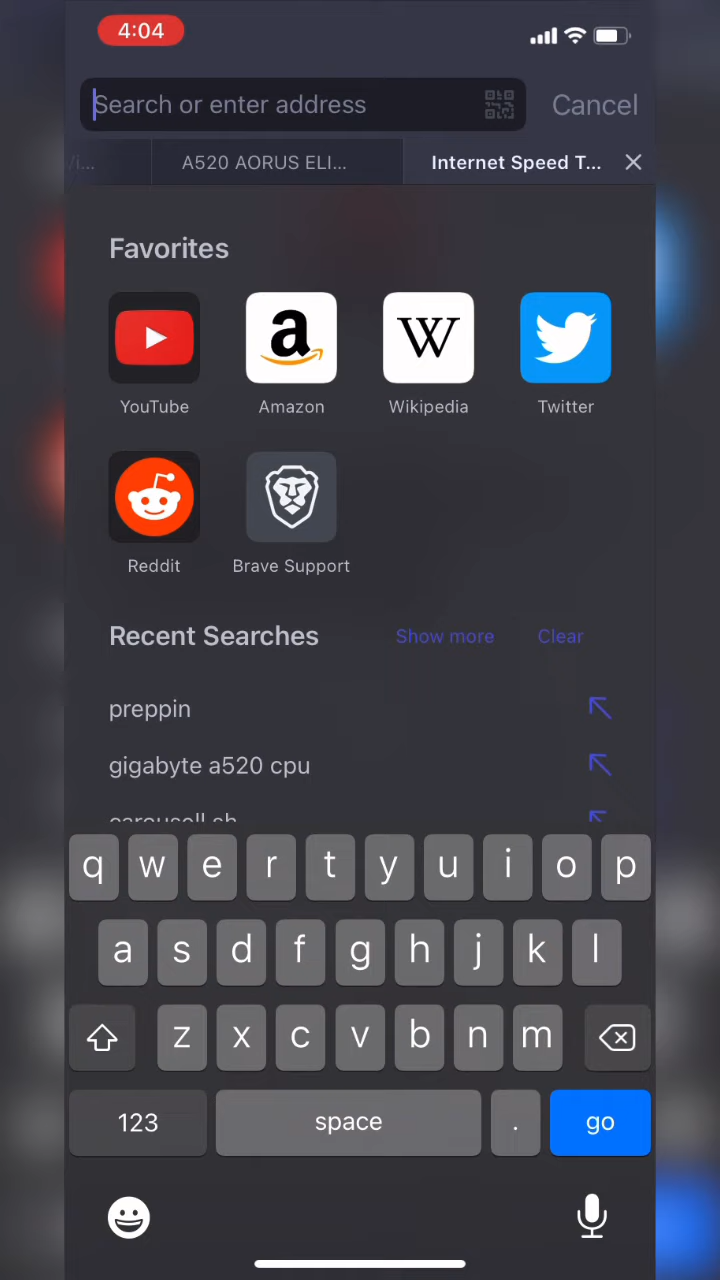 4:04
Search or enter address
Cancel
/i...
A520 AORUS ELI...
Internet Speed T...
Favorites
a
W
YouTube
Amazon
Wikipedia
Twitter
Reddit
Brave Support
Recent Searches
Show more
Clear
preppin
gigabyte a520 cpu
carousell sh
q w e r t y u i o p
a s d f g h j k l
z x c v b n m
123
space
.
go